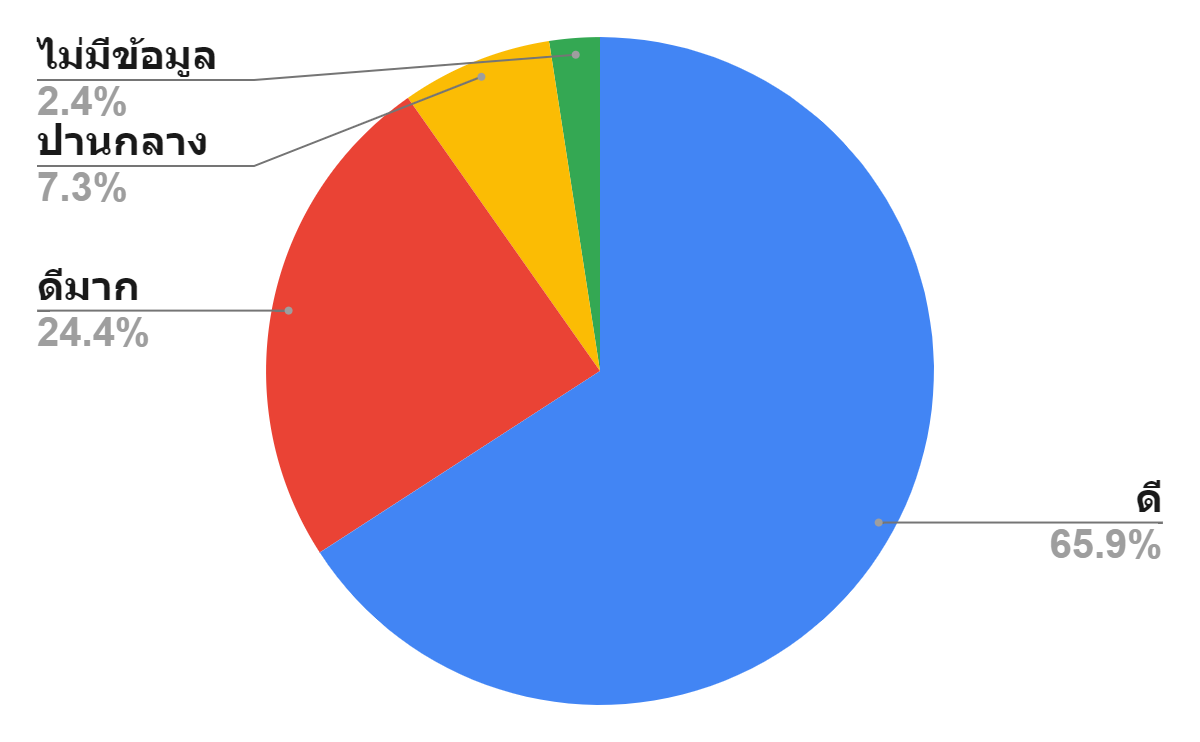 ไม่มีข้อมูล
2.4%
ปานกลาง
7.3%
ดีมาก
24.4%
ดี
65.9%